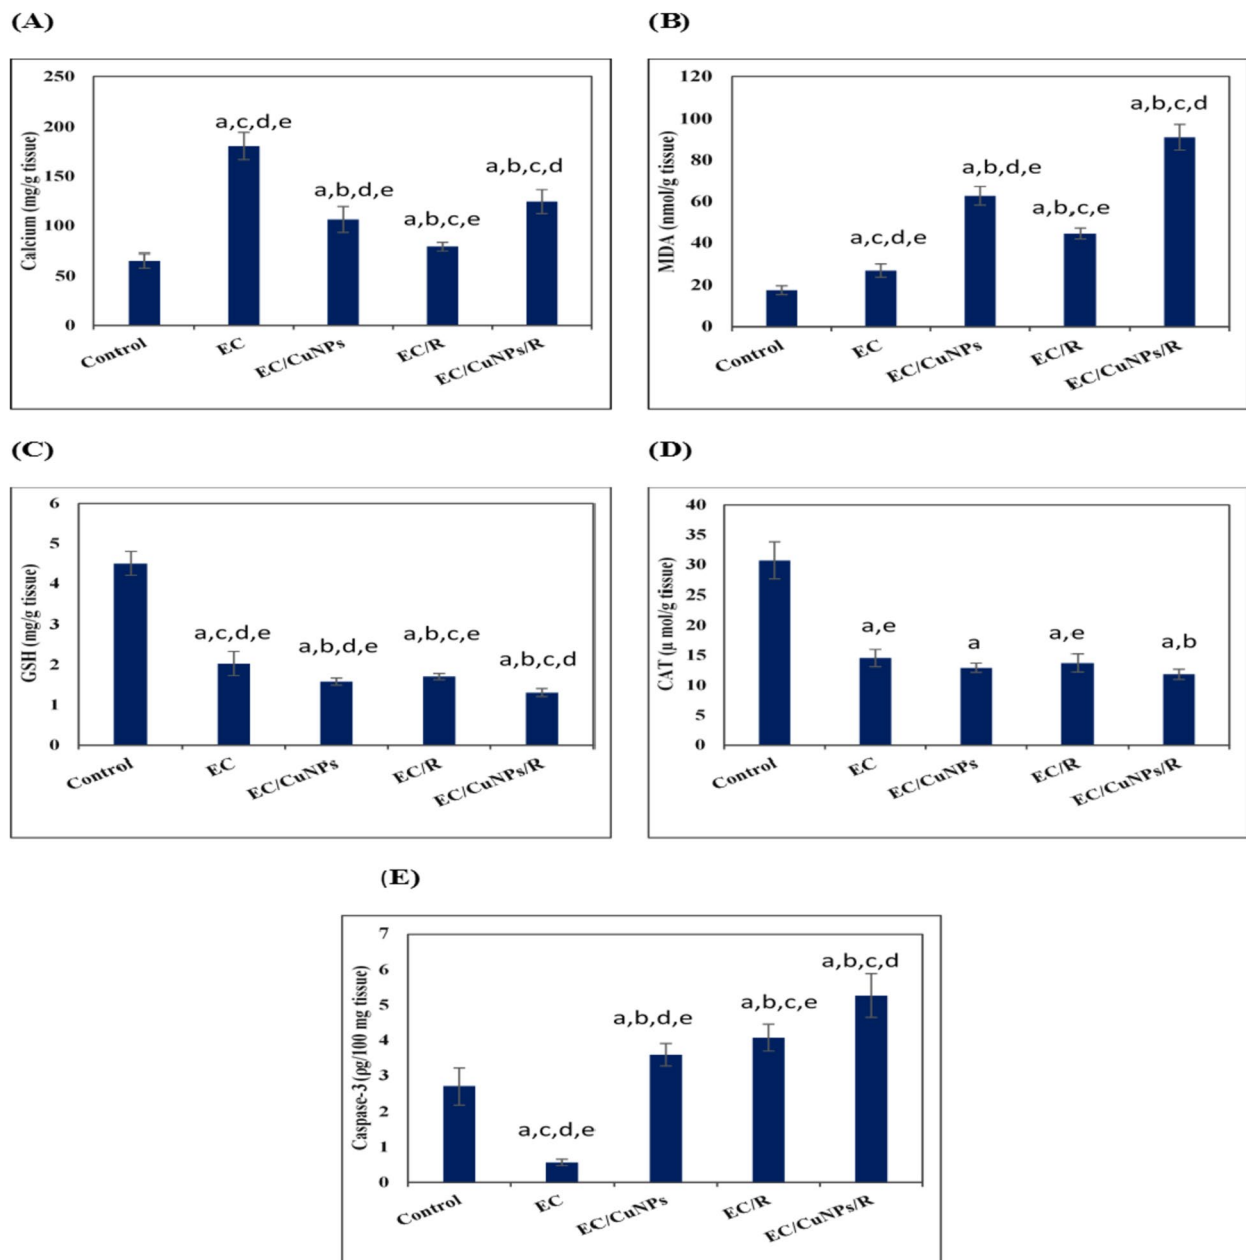 (A)
Calcium (mg/g tissue)
250
200
150
100
50
0
a,c,d,e
a,b,d,e
a,b,c,e
a,b,c,d
Control
EC
EC/CuNPs
EC/R
EC/CuNPs/R
(B)
MDA (nmol/g tissue)
120
100
80
60
40
20
0
a,c,d,e
a,b,d,e
a,b,c,e
a,b,c,d
Control
EC
EC/CuNPs
EC/R
EC/CuNPs/R
(C)
GSH (mg/g tissue)
6
5
4
3
2
1
0
a,c,d,e
a,b,d,e
a,b,c,e
a,b,c,d
Control
EC
EC/CuNPs
EC/R
EC/CuNPs/R
(D)
CAT (μ mol/g tissue)
40
35
30
25
20
15
10
5
0
a,e
a
a,e
a,b
Control
EC
EC/CuNPs
EC/R
EC/CuNPs/R
(E)
Caspase-3 (ρg/100 mg tissue)
7
6
5
4
3
2
1
0
a,c,d,e
a,b,d,e
a,b,c,e
a,b,c,d
Control
EC
EC/CuNPs
EC/R
EC/CuNPs/R